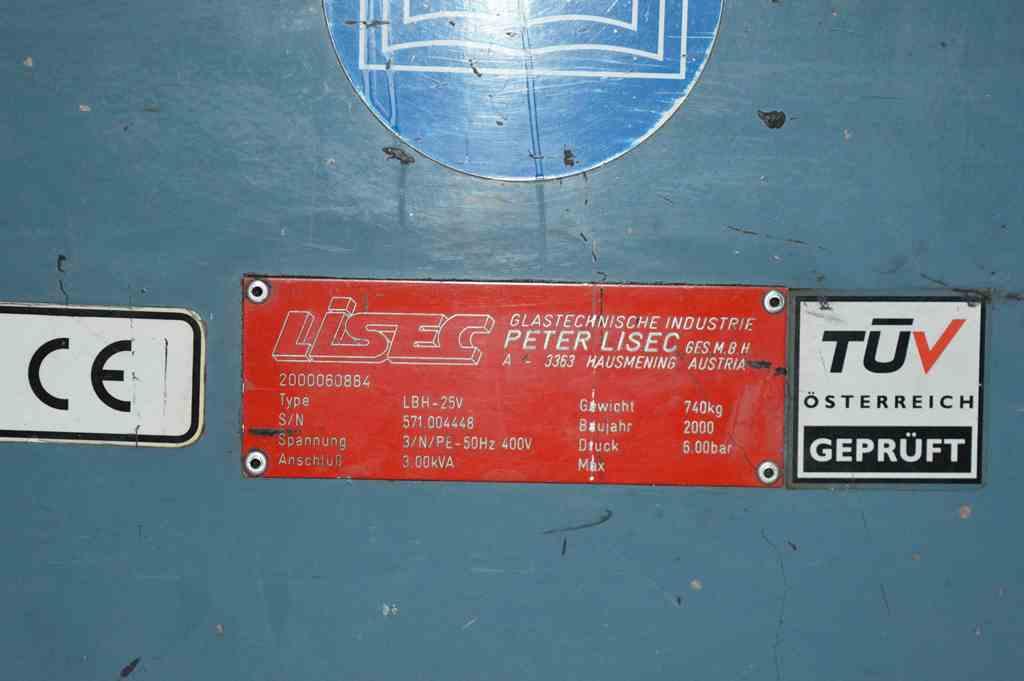 CE
LISEC
GLASTECHNISCHE INDUSTRIE
PETER LISEC GES.M.B.H.
A - 3363 HAUSMENING AUSTRIA
2000060884
Type LBH-25V Gewicht 740kg
S/N 571.004448 Baujahr 2000
Spannung 3/N/PE-50Hz 400V Druck 6.00bar
Anschluß 3.00kVA Max
TÜV
ÖSTERREICH
GEPRÜFT